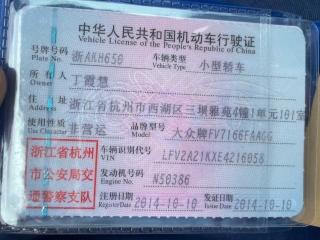 中华人民共和国机动车行驶证
Vehicle License of the People's Republic of China
号牌号码 浙AKH650 车辆类型 小型轿车
Plate No. Vehicle Type
所有人 丁霞慧
Owner
住址 浙江省杭州市西湖区三坝雅苑4幢1单元101室
Address
使用性质 非营运 品牌型号 大众牌FV7166FAAGG
Use Character Model
浙江省杭州
市公安局交
通警察支队
车辆识别代号 LFV2A21KXE4216058
VIN
发动机号码 N50386
Engine No.
注册日期 2014-10-10 发证日期 2014-10-10
Register Date Issue Date